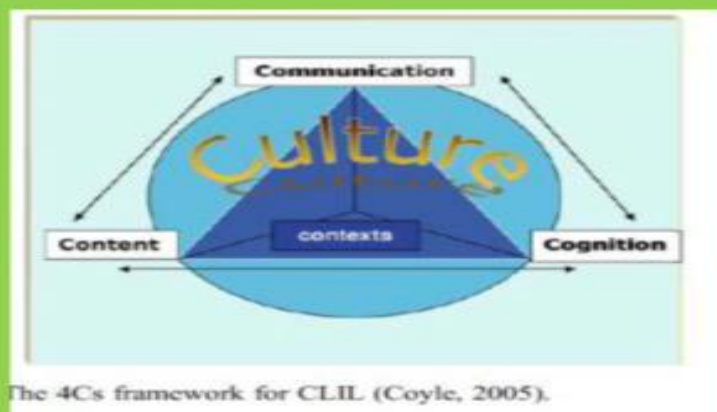 Communication
Culture
contexts
Content
Cognition
The 4Cs framework for CLIL (Coyle, 2005).